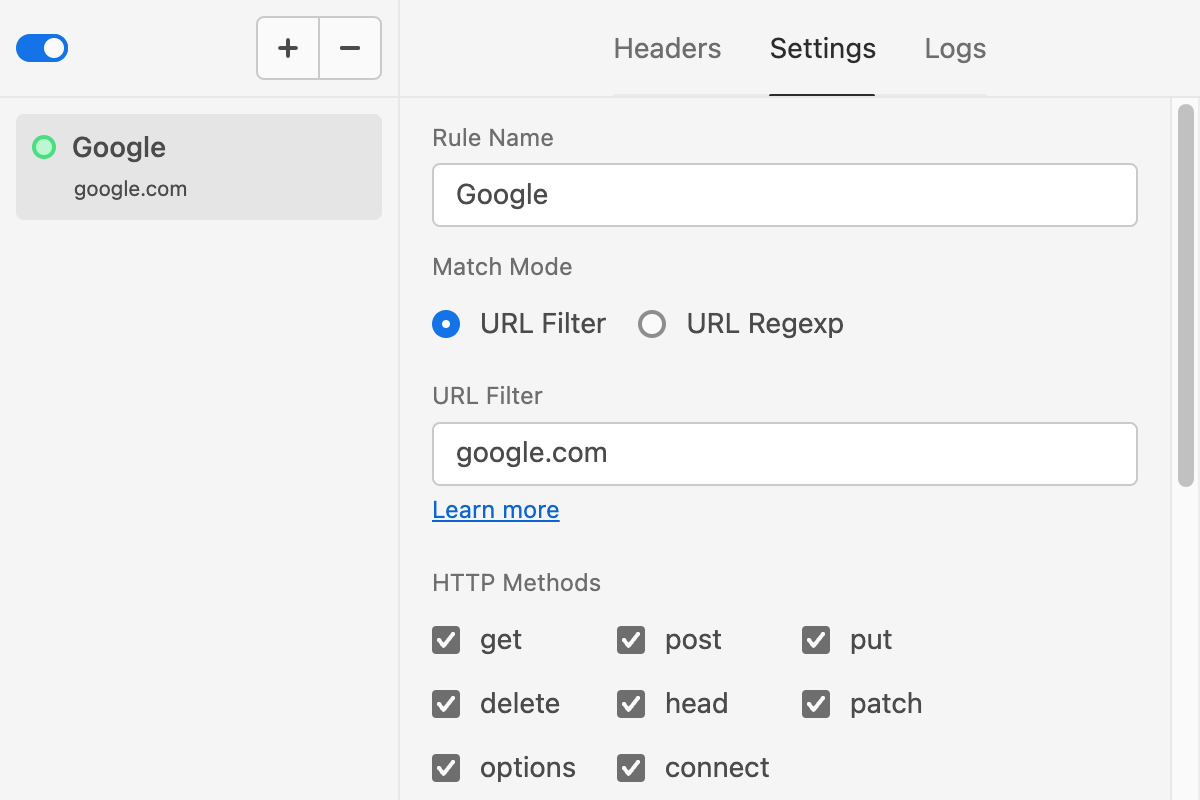 + −
Headers Settings Logs
Google
google.com
Rule Name
Google
Match Mode
URL Filter URL Regexp
URL Filter
google.com
Learn more
HTTP Methods
get post put
delete head patch
options connect